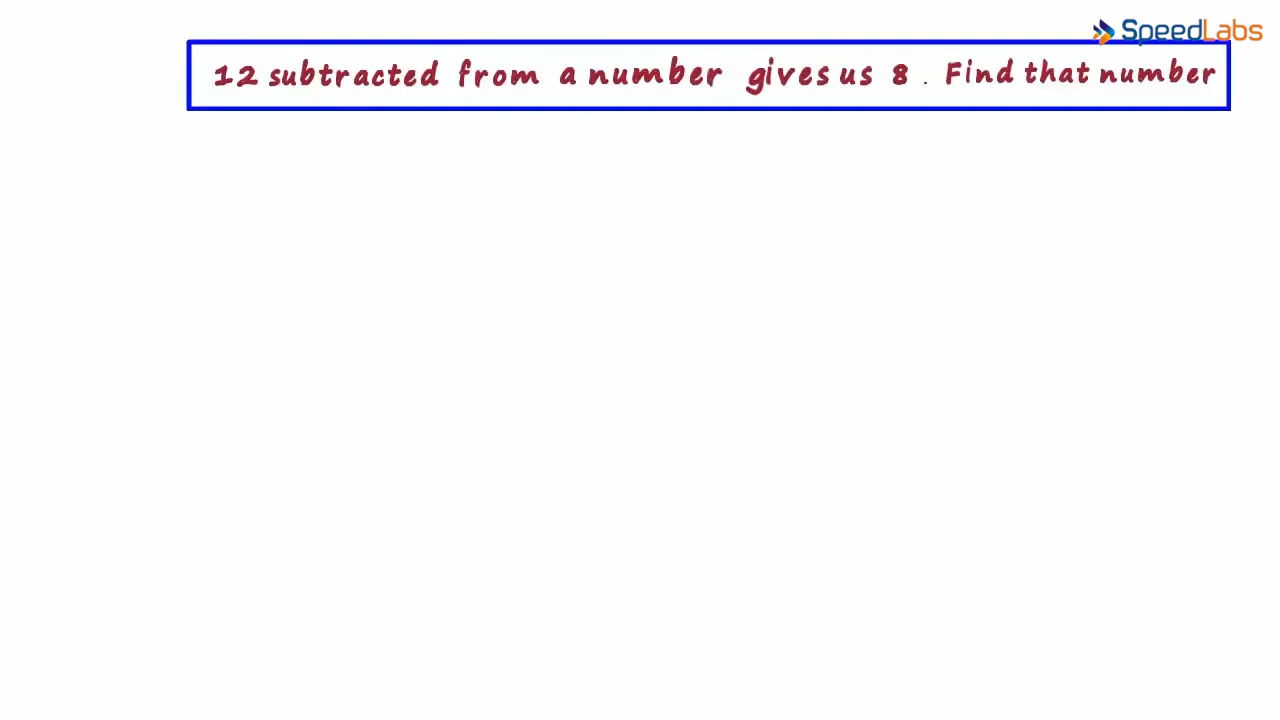 SpeedLabs
12 subtracted from a number gives us 8 . Find that number